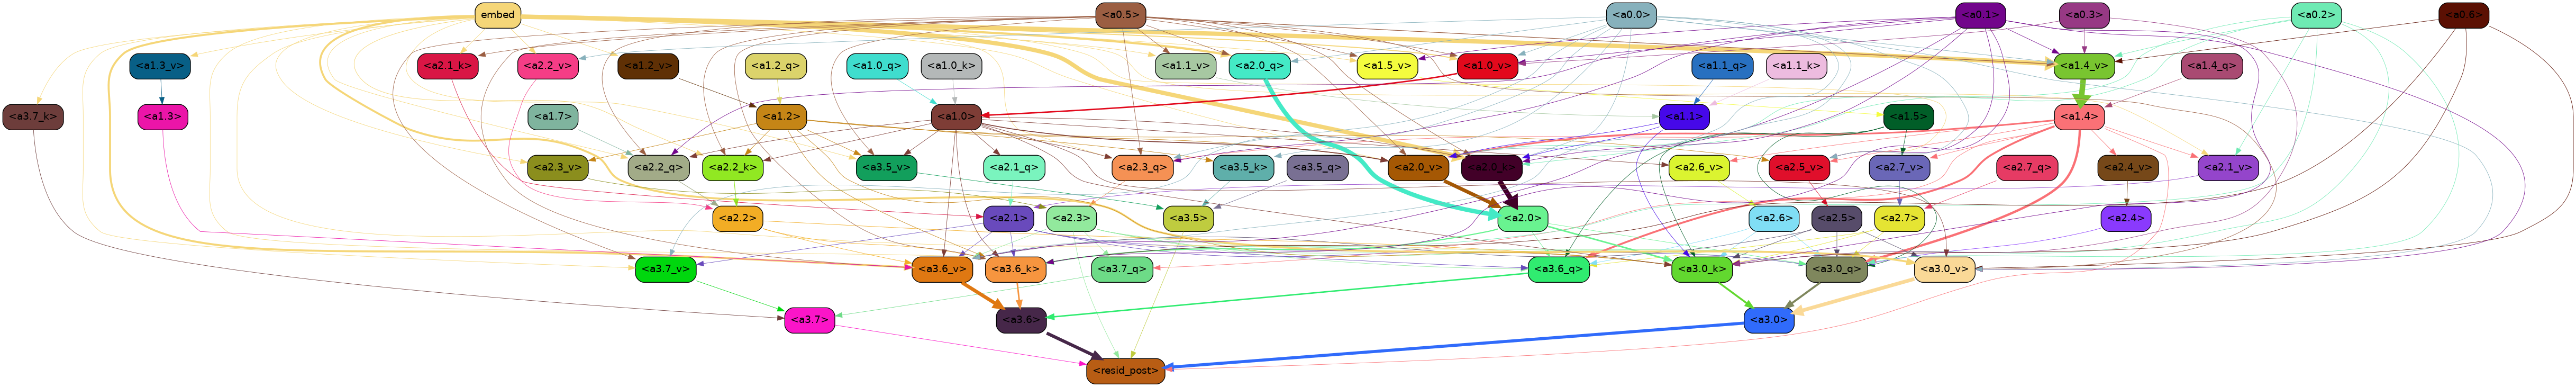 embed <a0.5> <a0.0> <a0.1> <a0.3> <a0.2> <a0.6>
<a1.3_v> <a2.1_k> <a2.2_v> <a1.2_v> <a1.3_q> <a1.0_q> <a1.0_k> <a1.1_v> <a2.0_q> <a1.5_v> <a1.0_v> <a1.1_q> <a1.1_k> <a1.4_v> <a1.4_q>
<a3.7_k> <a1.3> <a1.7> <a1.2> <a1.0> <a1.1> <a1.5> <a1.4>
<a2.3_v> <a2.2_q> <a2.2_k> <a3.5_v> <a2.1_q> <a2.3_q> <a3.5_k> <a3.5_q> <a2.0_v> <a2.0_k> <a2.6_v> <a2.5_v> <a2.7_v> <a2.7_q> <a2.4_v> <a2.1_v>
<a2.2> <a2.1> <a2.3> <a3.5> <a2.0> <a2.6> <a2.5> <a2.7> <a2.4>
<a3.7_v> <a3.6_v> <a3.6_k> <a3.7_q> <a3.6_q> <a3.0_k> <a3.0_q> <a3.0_v>
<a3.7> <a3.6> <a3.0>
<resid_post>